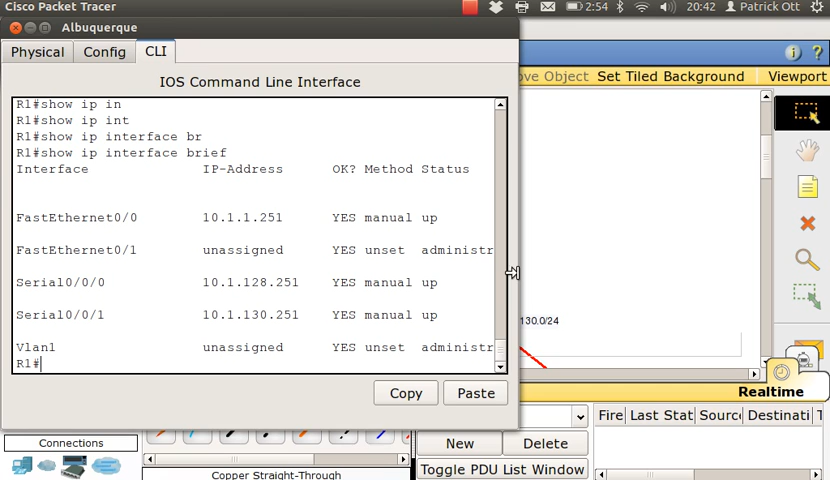 Cisco Packet Tracer
2:54
20:42
Patrick Ott
Albuquerque
Physical
Config
CLI
ove Object
Set Tiled Background
Viewport
IOS Command Line Interface
R1#show ip in
R1#show ip int
R1#show ip interface br
R1#show ip interface brief
Interface IP-Address OK? Method Status
FastEthernet0/0 10.1.1.251 YES manual up
FastEthernet0/1 unassigned YES unset administr
Serial0/0/0 10.1.128.251 YES manual up
Serial0/0/1 10.1.130.251 YES manual up
Vlan1 unassigned YES unset administr
R1#
130.0/24
Copy
Paste
Realtime
Connections
Copper Straight-Through
New
Delete
Toggle PDU List Window
Fire
Last Stat
Sourc
Destinati
T